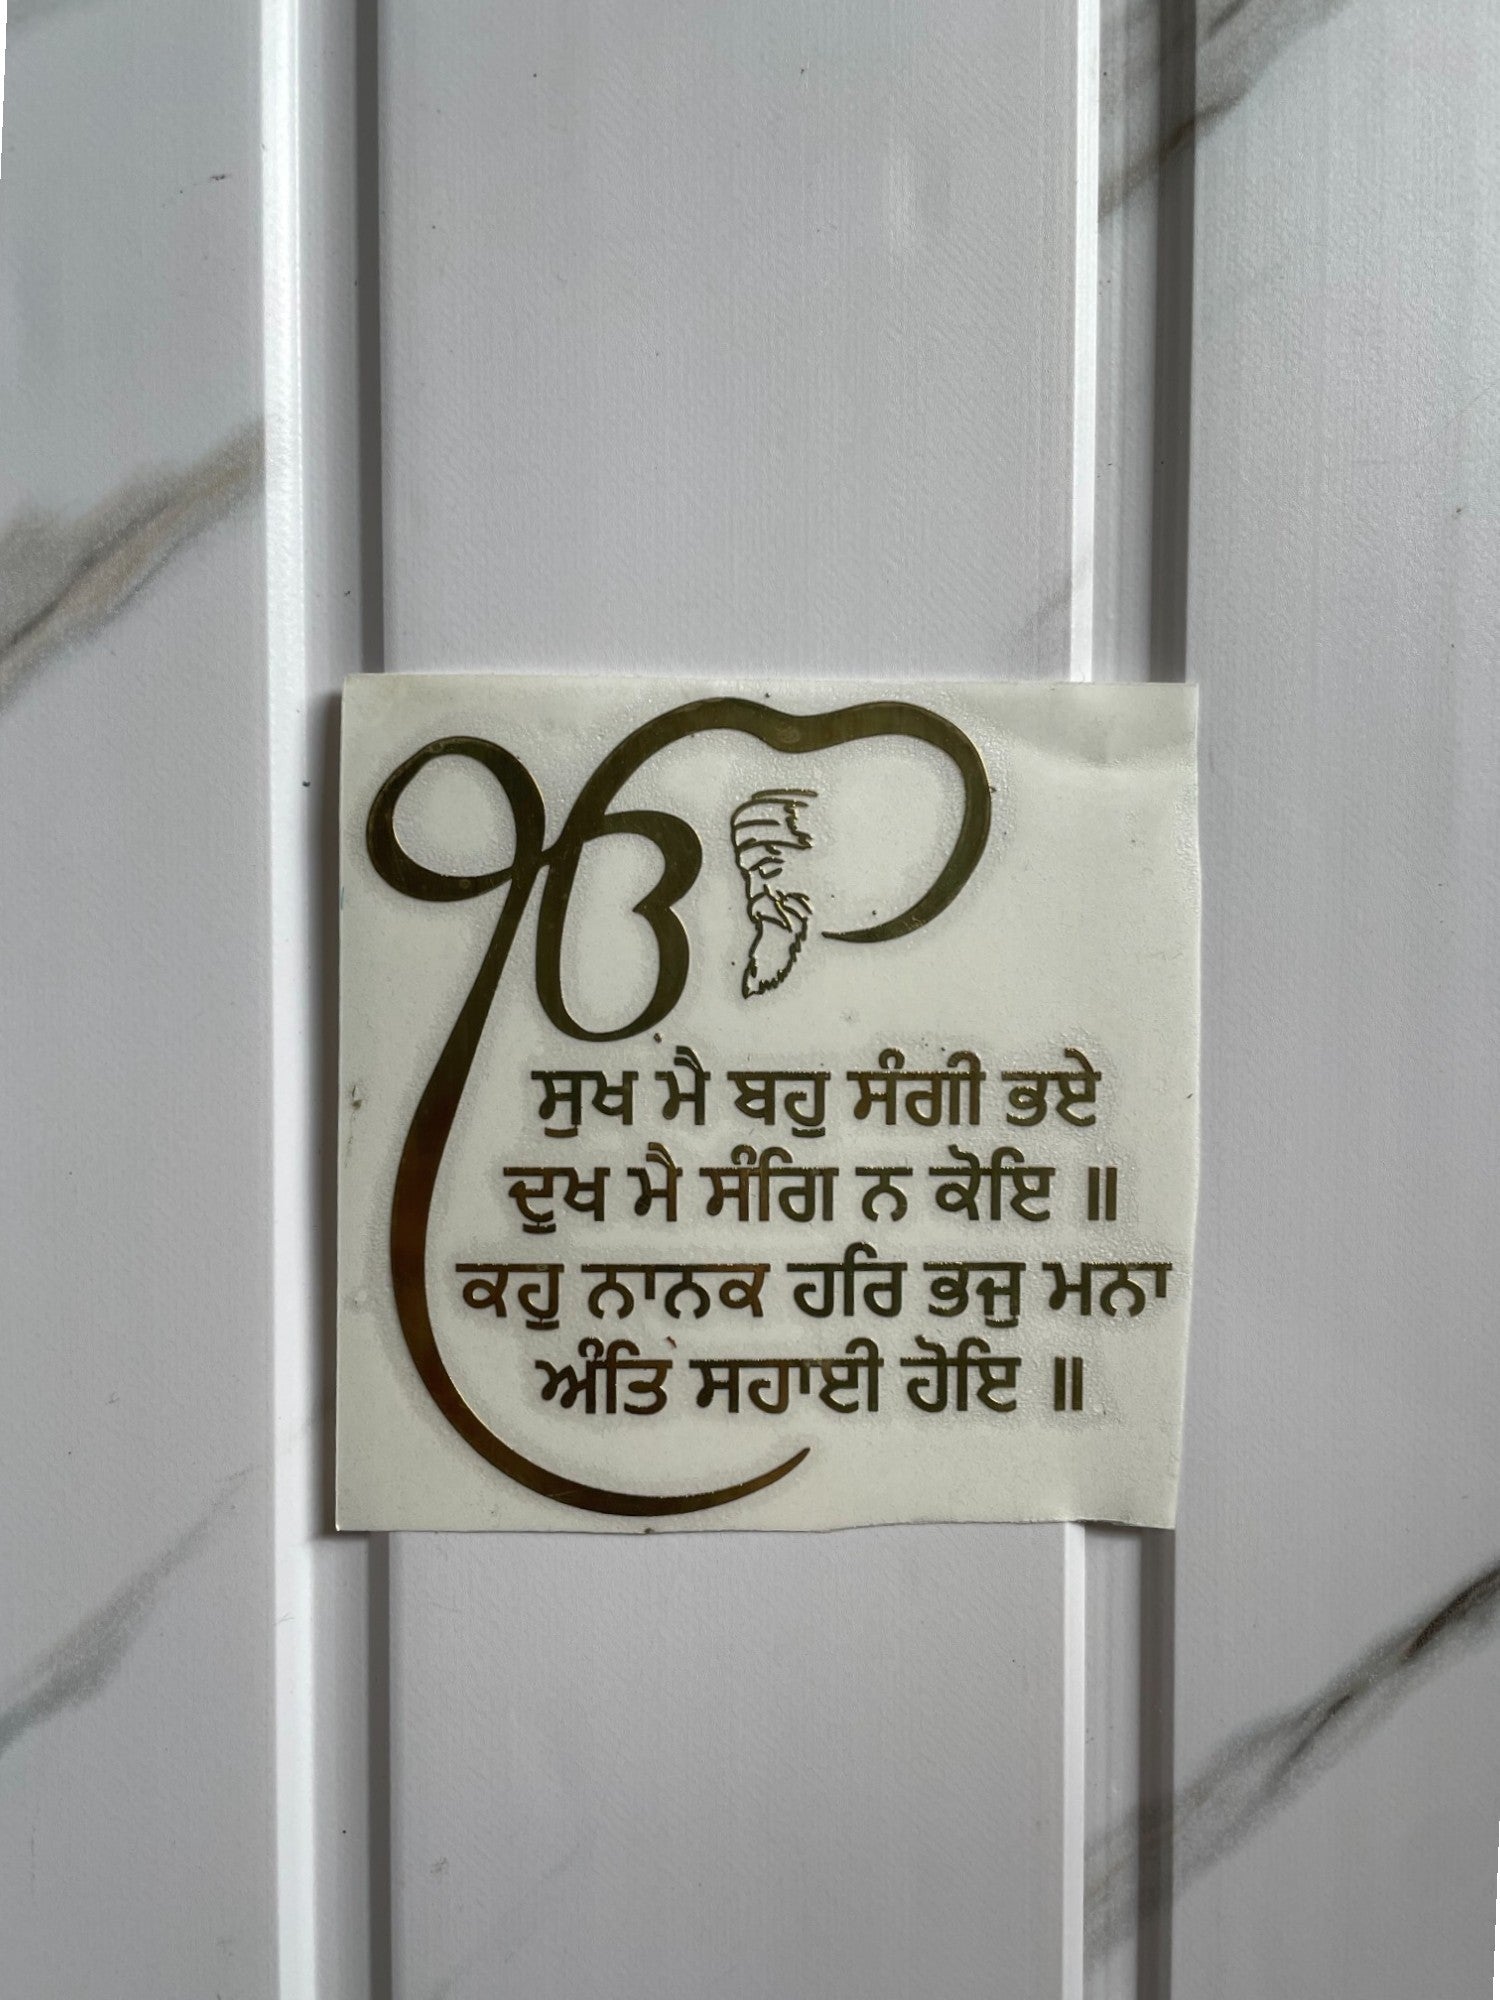 ੴ
ਸੁਖ ਮੈ ਬਹੁ ਸੰਗੀ ਭਏ
ਦੁਖ ਮੈ ਸੰਗਿ ਨ ਕੋਇ ॥
ਕਹੁ ਨਾਨਕ ਹਰਿ ਭਜੁ ਮਨਾ
ਅੰਤਿ ਸਹਾਈ ਹੋਇ ॥